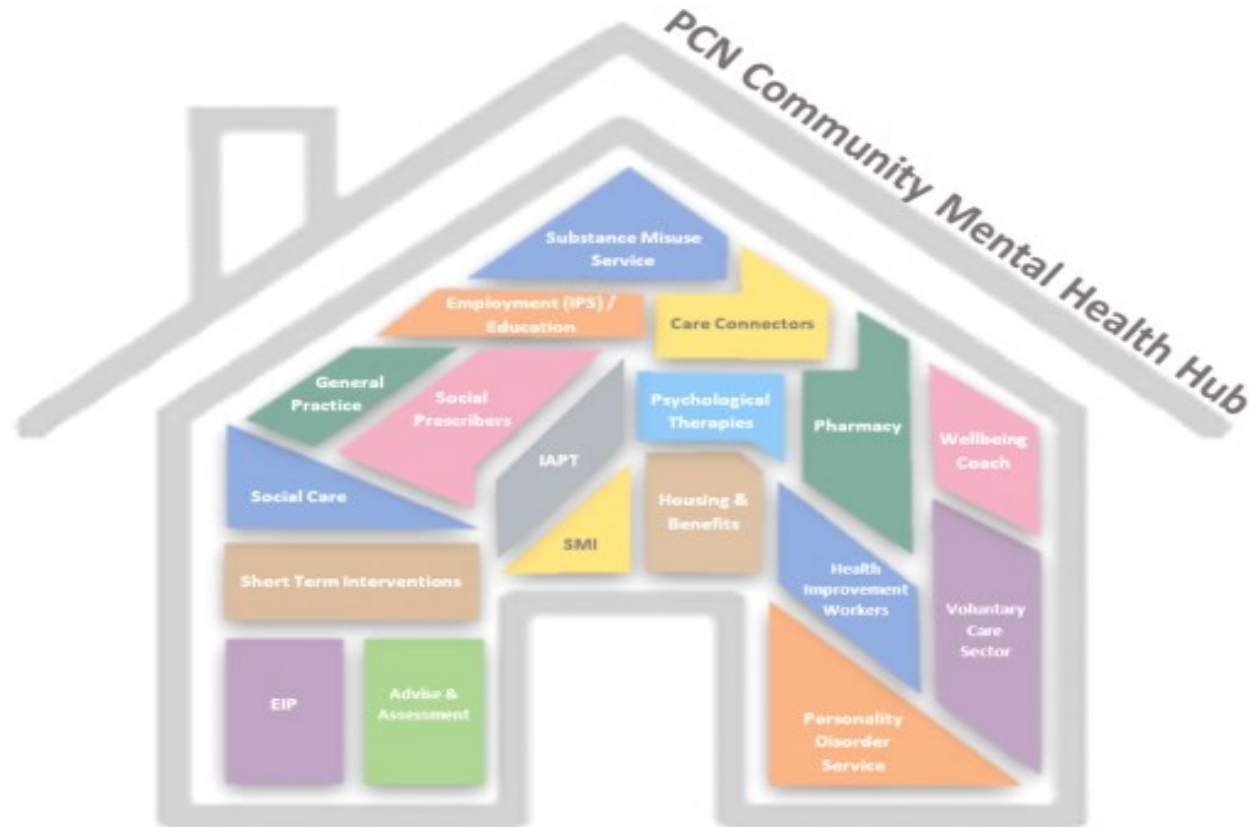 PCN Community Mental Health Hub
Substance Misuse
Service
Employment (IPS) /
Education
Care Connectors
General
Practice
Social
Prescribers
IAPT
Psychological
Therapies
Pharmacy
Wellbeing
Coach
Social Care
SMI
Housing &
Benefits
Short Term Interventions
Health
Improvement
Workers
Voluntary
Care
Sector
EIP
Advise &
Assessment
Personality
Disorder
Service